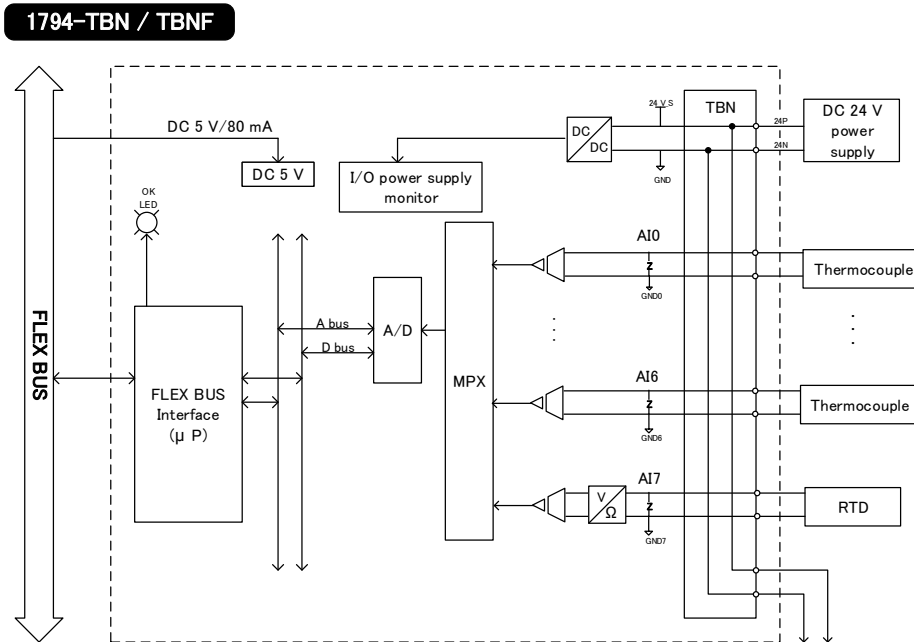 1794-TBN / TBNF
FLEX BUS
DC 5 V/80 mA
DC 5 V
OK
LED
I/O power supply
monitor
DC
DC
24 V S
GND
TBN
24P
24N
DC 24 V
power
supply
AI0
Z
GND0
Thermocouple
A bus
D bus
A/D
MPX
FLEX BUS
Interface
(μ P)
AI6
Z
GND6
Thermocouple
AI7
V
Ω
Z
GND7
RTD